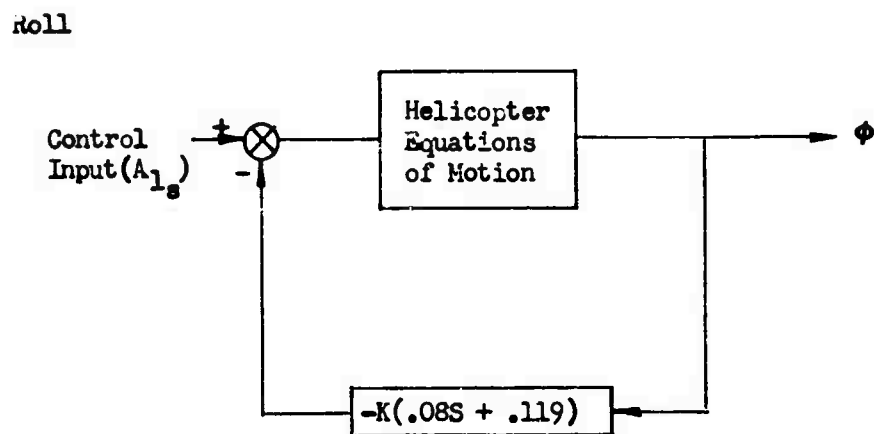 Roll
Control
Input(A1s)
+
-
Helicopter
Equations
of Motion
ϕ
-K(.08S + .119)